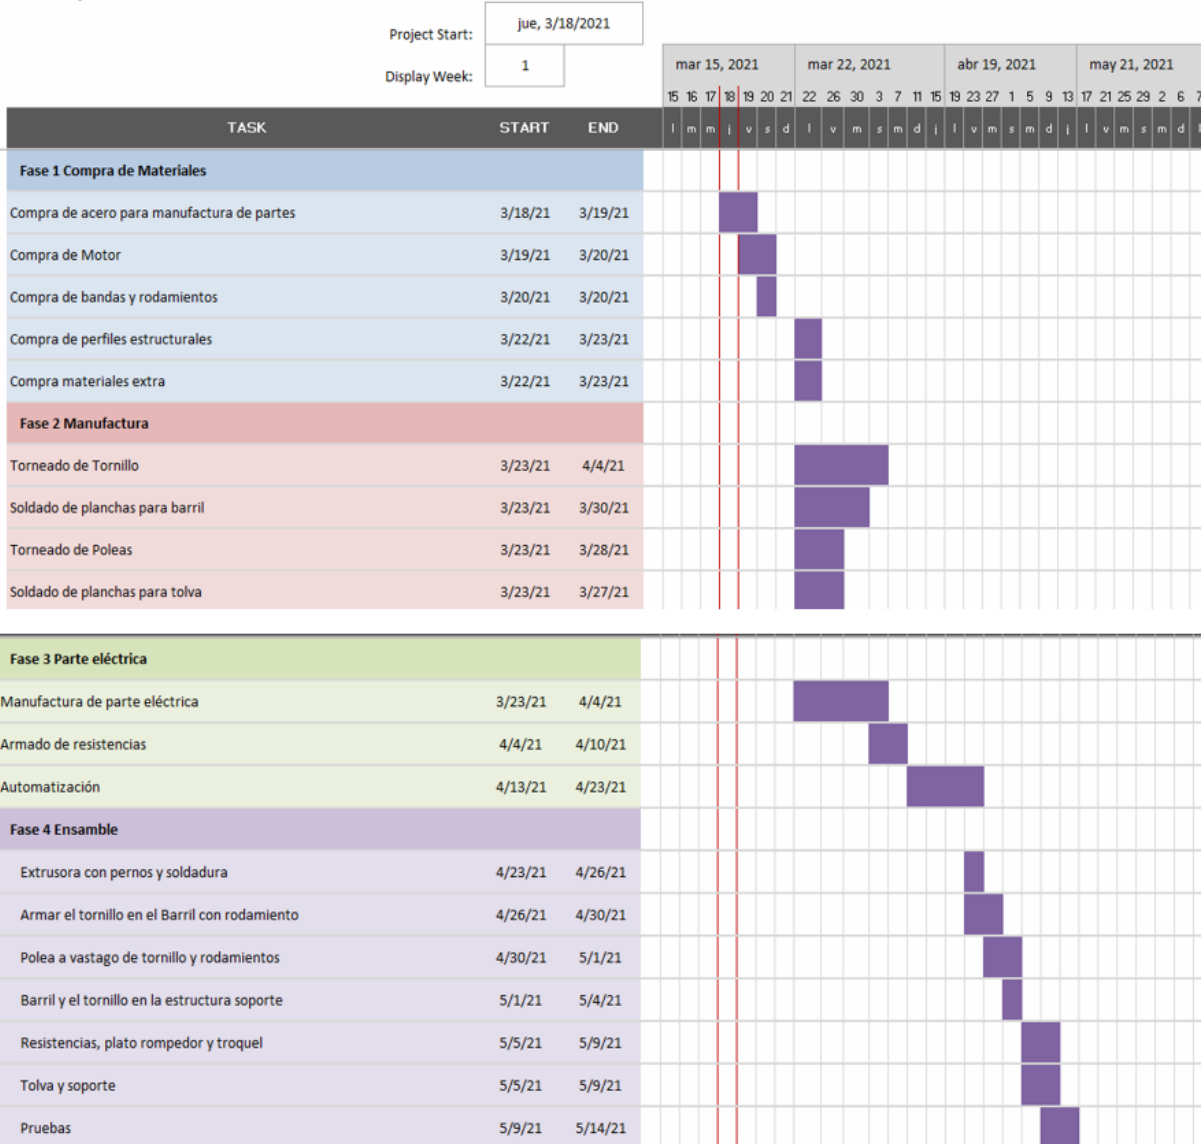 Project Start: jue, 3/18/2021
Display Week: 1
mar 15, 2021 mar 22, 2021 abr 19, 2021 may 21, 2021
15 16 17 18 19 20 21 22 26 30 3 7 11 15 19 23 27 1 5 9 13 17 21 25 29 2 6 7
TASK START END l m m j v s d l v m s m d j l v m s m d j l v m s m d l
Fase 1 Compra de Materiales
Compra de acero para manufactura de partes 3/18/21 3/19/21
Compra de Motor 3/19/21 3/20/21
Compra de bandas y rodamientos 3/20/21 3/20/21
Compra de perfiles estructurales 3/22/21 3/23/21
Compra materiales extra 3/22/21 3/23/21
Fase 2 Manufactura
Torneado de Tornillo 3/23/21 4/4/21
Soldado de planchas para barril 3/23/21 3/30/21
Torneado de Poleas 3/23/21 3/28/21
Soldado de planchas para tolva 3/23/21 3/27/21
Fase 3 Parte eléctrica
Manufactura de parte eléctrica 3/23/21 4/4/21
Armado de resistencias 4/4/21 4/10/21
Automatización 4/13/21 4/23/21
Fase 4 Ensamble
Extrusora con pernos y soldadura 4/23/21 4/26/21
Armar el tornillo en el Barril con rodamiento 4/26/21 4/30/21
Polea a vastago de tornillo y rodamientos 4/30/21 5/1/21
Barril y el tornillo en la estructura soporte 5/1/21 5/4/21
Resistencias, plato rompedor y troquel 5/5/21 5/9/21
Tolva y soporte 5/5/21 5/9/21
Pruebas 5/9/21 5/14/21